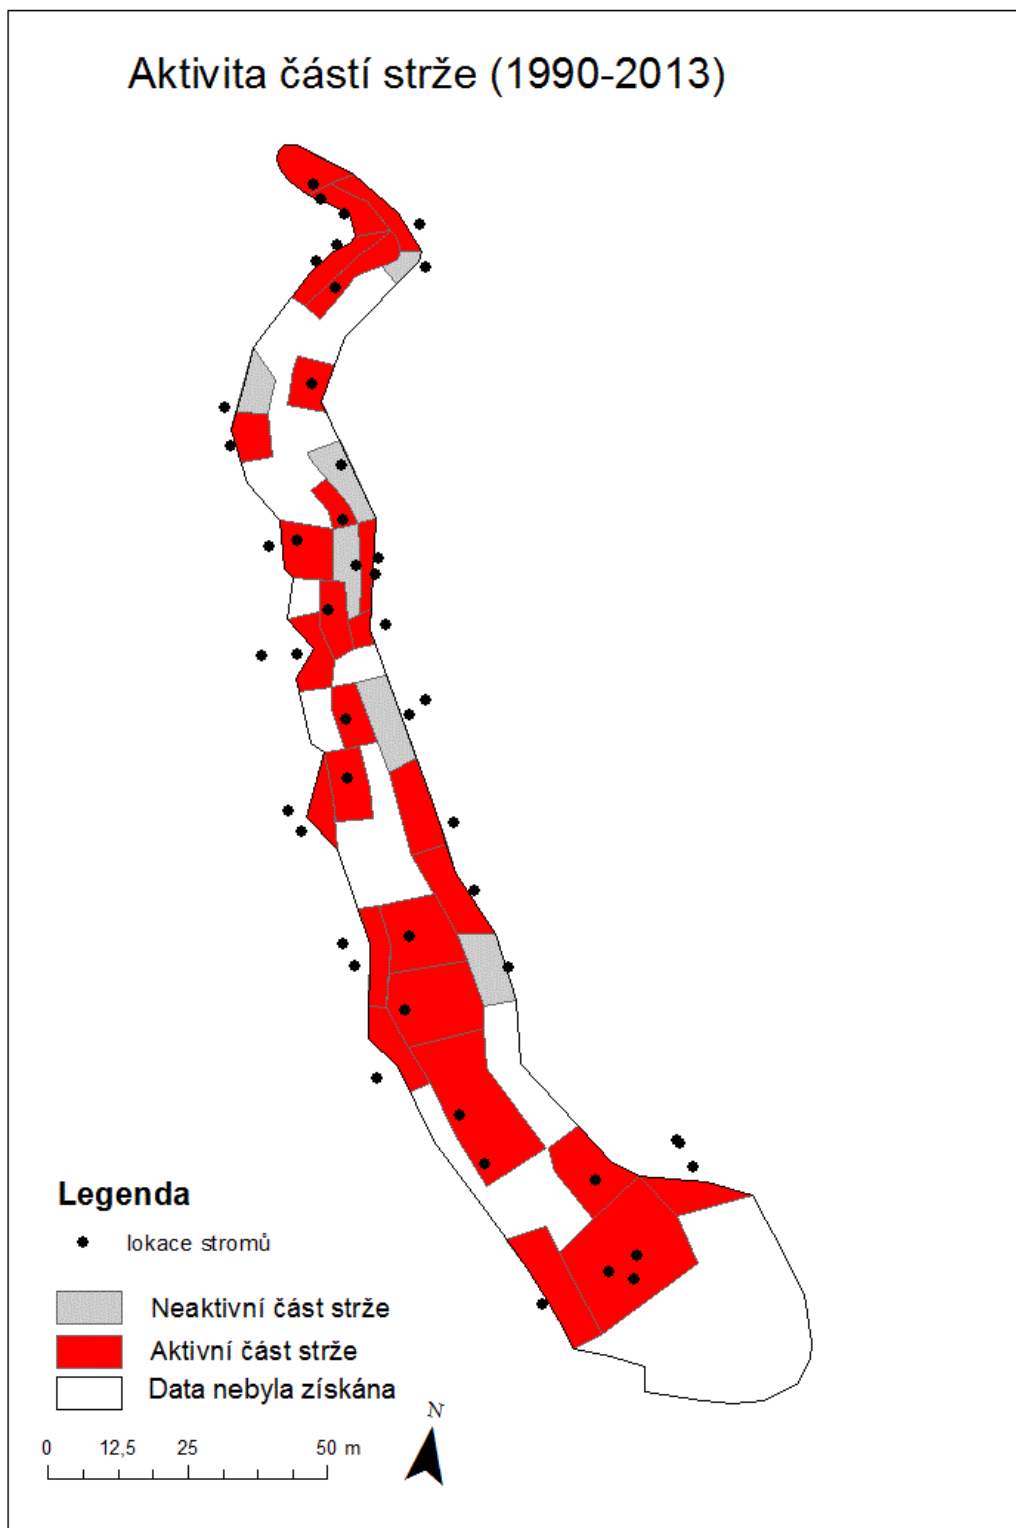 Aktivita částí strže (1990-2013)
Legenda
lokace stromů
Neaktivní část strže
Aktivní část strže
Data nebyla získána
N
0 12,5 25 50 m